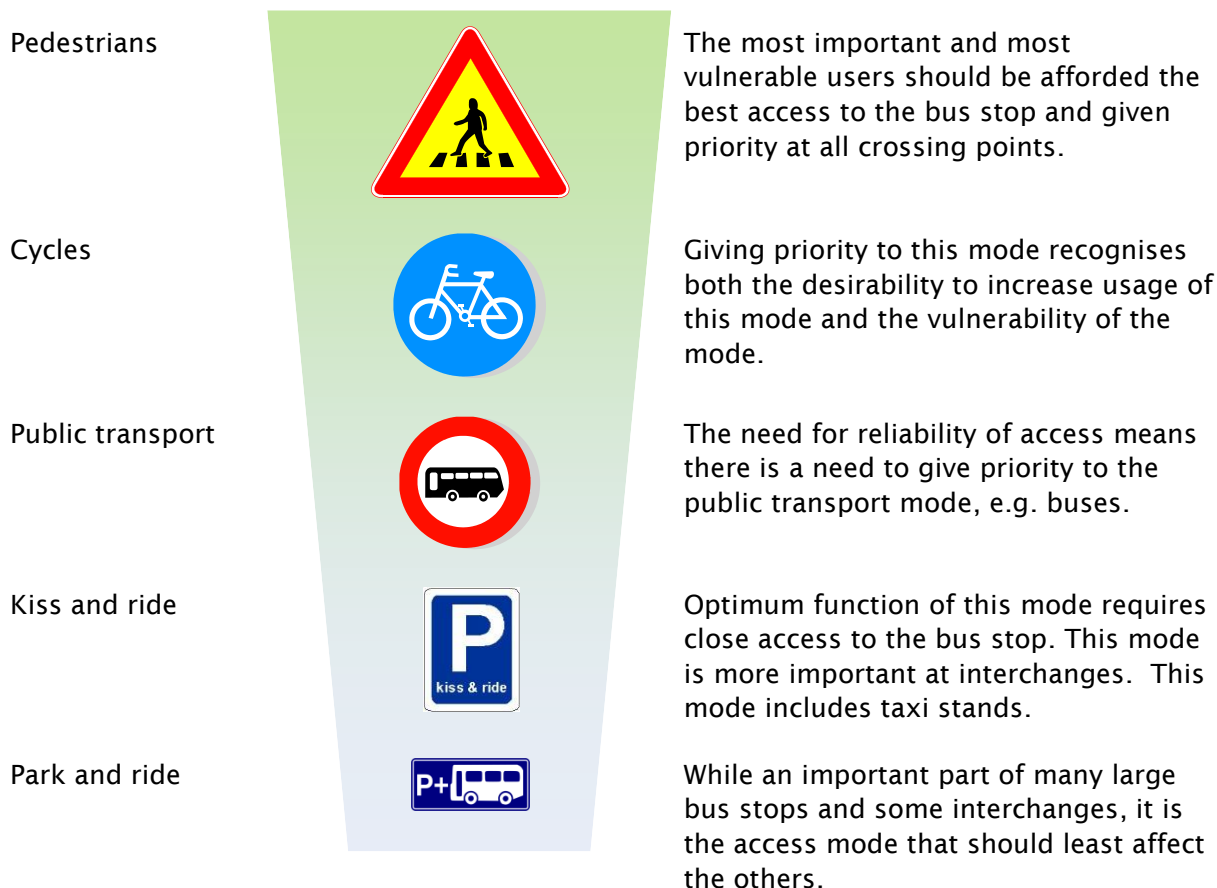 Pedestrians
The most important and most
vulnerable users should be afforded the
best access to the bus stop and given
priority at all crossing points.
Cycles
Giving priority to this mode recognises
both the desirability to increase usage of
this mode and the vulnerability of the
mode.
Public transport
The need for reliability of access means
there is a need to give priority to the
public transport mode, e.g. buses.
Kiss and ride
P
kiss & ride
Optimum function of this mode requires
close access to the bus stop. This mode
is more important at interchanges.  This
mode includes taxi stands.
Park and ride
P+
While an important part of many large
bus stops and some interchanges, it is
the access mode that should least affect
the others.